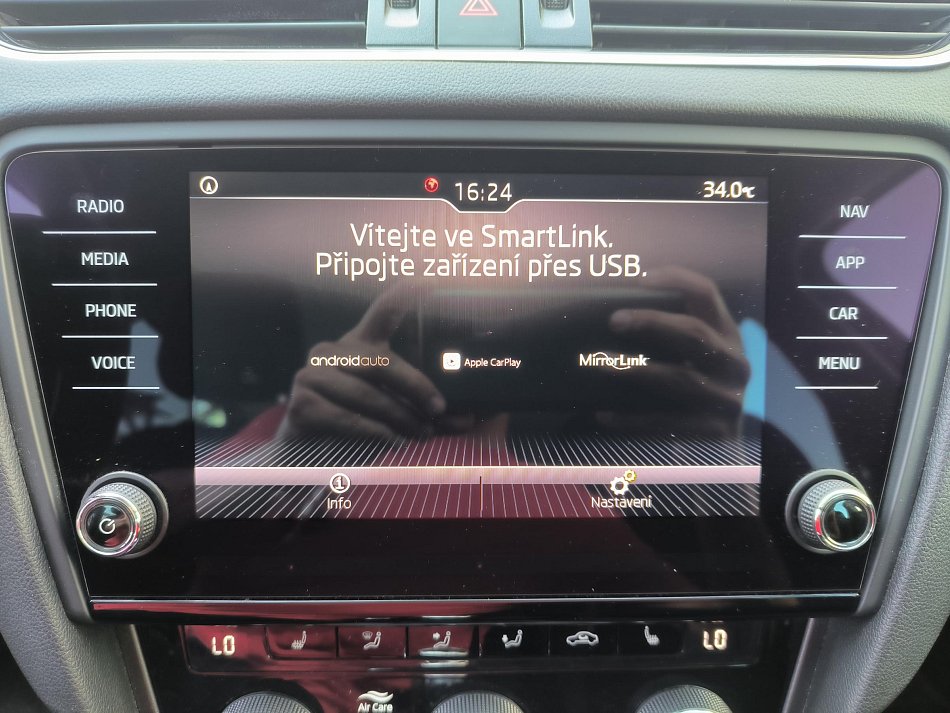 16:24
34.0°C
Vítejte ve SmartLink.
Připojte zařízení přes USB.
androidauto
Apple CarPlay
MirrorLink
Info
Nastavení
RADIO
MEDIA
PHONE
VOICE
NAV
APP
CAR
MENU
LO
LO
Air Care